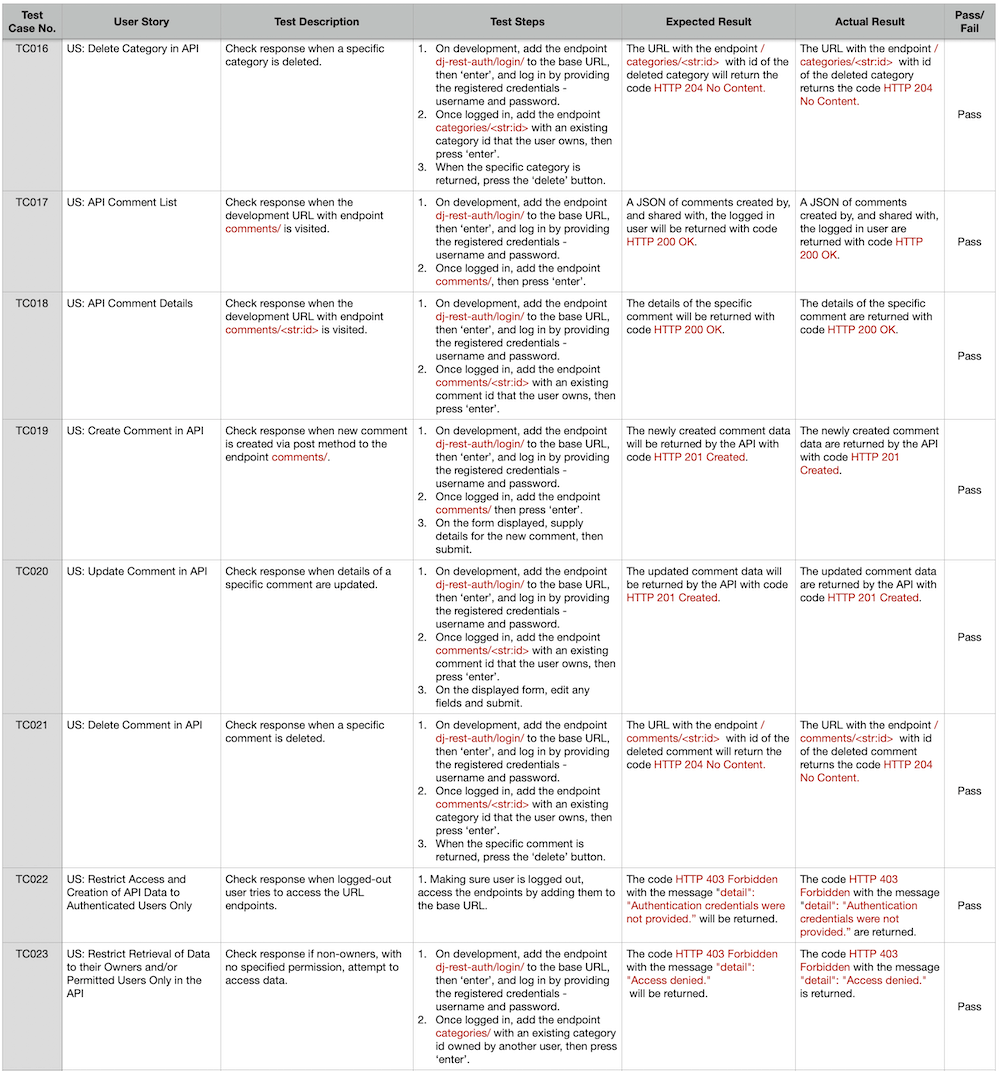 Test Case No.
User Story
Test Description
Test Steps
Expected Result
Actual Result
Pass/ Fail
TC016
US: Delete Category in API
Check response when a specific
category is deleted.
1. On development, add the endpoint
dj-rest-auth/login/ to the base URL,
then ‘enter’, and log in by providing
the registered credentials -
username and password.
2. Once logged in, add the endpoint
categories/<str:id> with an existing
category id that the user owns, then
press ‘enter’.
3. When the specific category is
returned, press the ‘delete’ button.
The URL with the endpoint /
categories/<str:id>  with id of the
deleted category will return the
code HTTP 204 No Content.
The URL with the endpoint /
categories/<str:id>  with id
of the deleted category
returns the code HTTP 204
No Content.
Pass
TC017
US: API Comment List
Check response when the
development URL with endpoint
comments/ is visited.
1. On development, add the endpoint
dj-rest-auth/login/ to the base URL,
then ‘enter’, and log in by providing
the registered credentials -
username and password.
2. Once logged in, add the endpoint
comments/, then press ‘enter’.
A JSON of comments created by,
and shared with, the logged in
user will be returned with code
HTTP 200 OK.
A JSON of comments
created by, and shared with,
the logged in user are
returned with code HTTP
200 OK.
Pass
TC018
US: API Comment Details
Check response when the
development URL with endpoint
comments/<str:id> is visited.
1. On development, add the endpoint
dj-rest-auth/login/ to the base URL,
then ‘enter’, and log in by providing
the registered credentials -
username and password.
2. Once logged in, add the endpoint
comments/<str:id> with an existing
comment id that the user owns, then
press ‘enter’.
The details of the specific
comment will be returned with
code HTTP 200 OK.
The details of the specific
comment are returned with
code HTTP 200 OK.
Pass
TC019
US: Create Comment in API
Check response when new comment
is created via post method to the
endpoint comments/.
1. On development, add the endpoint
dj-rest-auth/login/ to the base URL,
then ‘enter’, and log in by providing
the registered credentials -
username and password.
2. Once logged in, add the endpoint
comments/ then press ‘enter’.
3. On the form displayed, supply
details for the new comment, then
submit.
The newly created comment data
will be returned by the API with
code HTTP 201 Created.
The newly created comment
data are returned by the API
with code HTTP 201
Created.
Pass
TC020
US: Update Comment in API
Check response when details of a
specific comment are updated.
1. On development, add the endpoint
dj-rest-auth/login/ to the base URL,
then ‘enter’, and log in by providing
the registered credentials -
username and password.
2. Once logged in, add the endpoint
comments/<str:id> with an existing
comment id that the user owns, then
press ‘enter’.
3. On the displayed form, edit any
fields and submit.
The updated comment data will
be returned by the API with code
HTTP 201 Created.
The updated comment data
are returned by the API with
code HTTP 201 Created.
Pass
TC021
US: Delete Comment in API
Check response when a specific
comment is deleted.
1. On development, add the endpoint
dj-rest-auth/login/ to the base URL,
then ‘enter’, and log in by providing
the registered credentials -
username and password.
2. Once logged in, add the endpoint
comments/<str:id> with an existing
category id that the user owns, then
press ‘enter’.
3. When the specific comment is
returned, press the ‘delete’ button.
The URL with the endpoint /
comments/<str:id>  with id of the
deleted comment will return the
code HTTP 204 No Content.
The URL with the endpoint /
comments/<str:id>  with id
of the deleted comment
returns the code HTTP 204
No Content.
Pass
TC022
US: Restrict Access and
Creation of API Data to
Authenticated Users Only
Check response when logged-out
user tries to access the URL
endpoints.
1. Making sure user is logged out,
access the endpoints by adding them to
the base URL.
The code HTTP 403 Forbidden
with the message "detail":
"Authentication credentials were
not provided.” will be returned.
The code HTTP 403
Forbidden with the message
"detail": "Authentication
credentials were not
provided.” are returned.
Pass
TC023
US: Restrict Retrieval of Data
to their Owners and/or
Permitted Users Only in the
API
Check response if non-owners, with
no specified permission, attempt to
access data.
1. On development, add the endpoint
dj-rest-auth/login/ to the base URL,
then ‘enter’, and log in by providing
the registered credentials -
username and password.
2. Once logged in, add the endpoint
categories/ with an existing category
id owned by another user, then press
‘enter’.
The code HTTP 403 Forbidden
with the message "detail":
"Access denied."
will be returned.
The code HTTP 403
Forbidden with the message
"detail": "Access denied."
is returned.
Pass